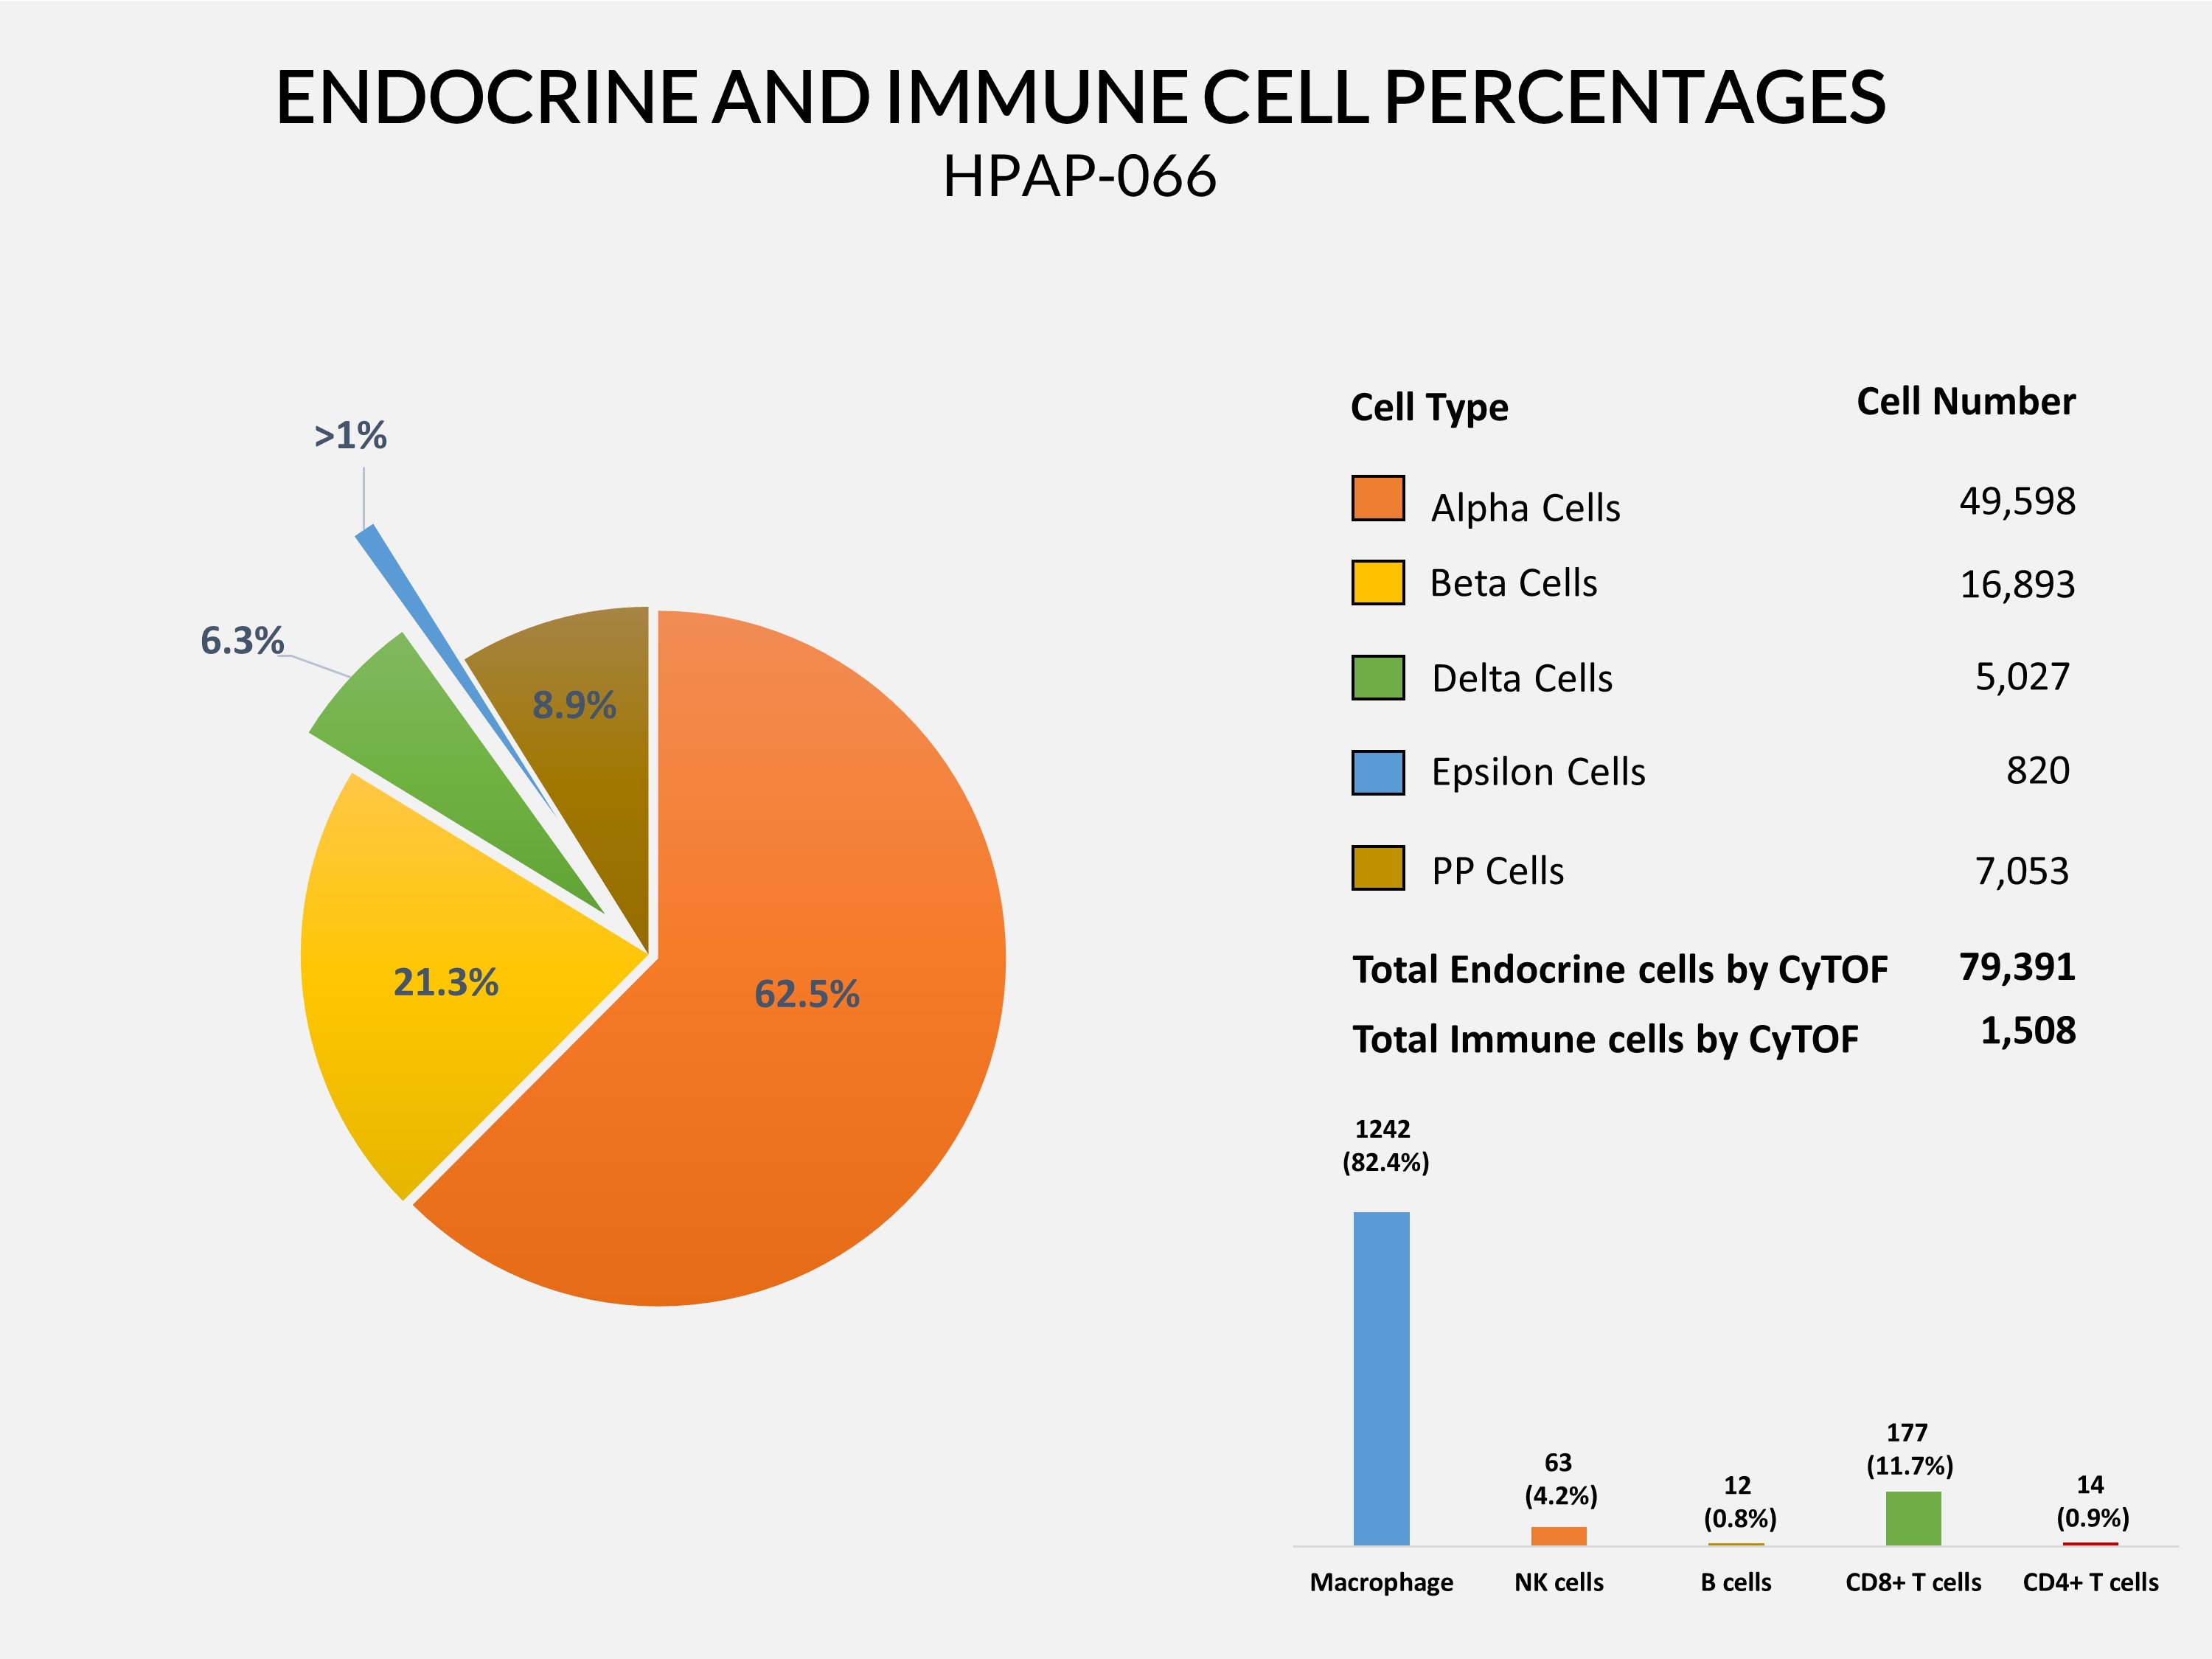 ENDOCRINE AND IMMUNE CELL PERCENTAGES
HPAP-066
>1%
6.3%
8.9%
21.3%
62.5%
Cell Type Cell Number
Alpha Cells 49,598
Beta Cells 16,893
Delta Cells 5,027
Epsilon Cells 820
PP Cells 7,053
Total Endocrine cells by CyTOF 79,391
Total Immune cells by CyTOF 1,508
1242
(82.4%)
63
(4.2%)
12
(0.8%)
177
(11.7%)
14
(0.9%)
Macrophage NK cells B cells CD8+ T cells CD4+ T cells